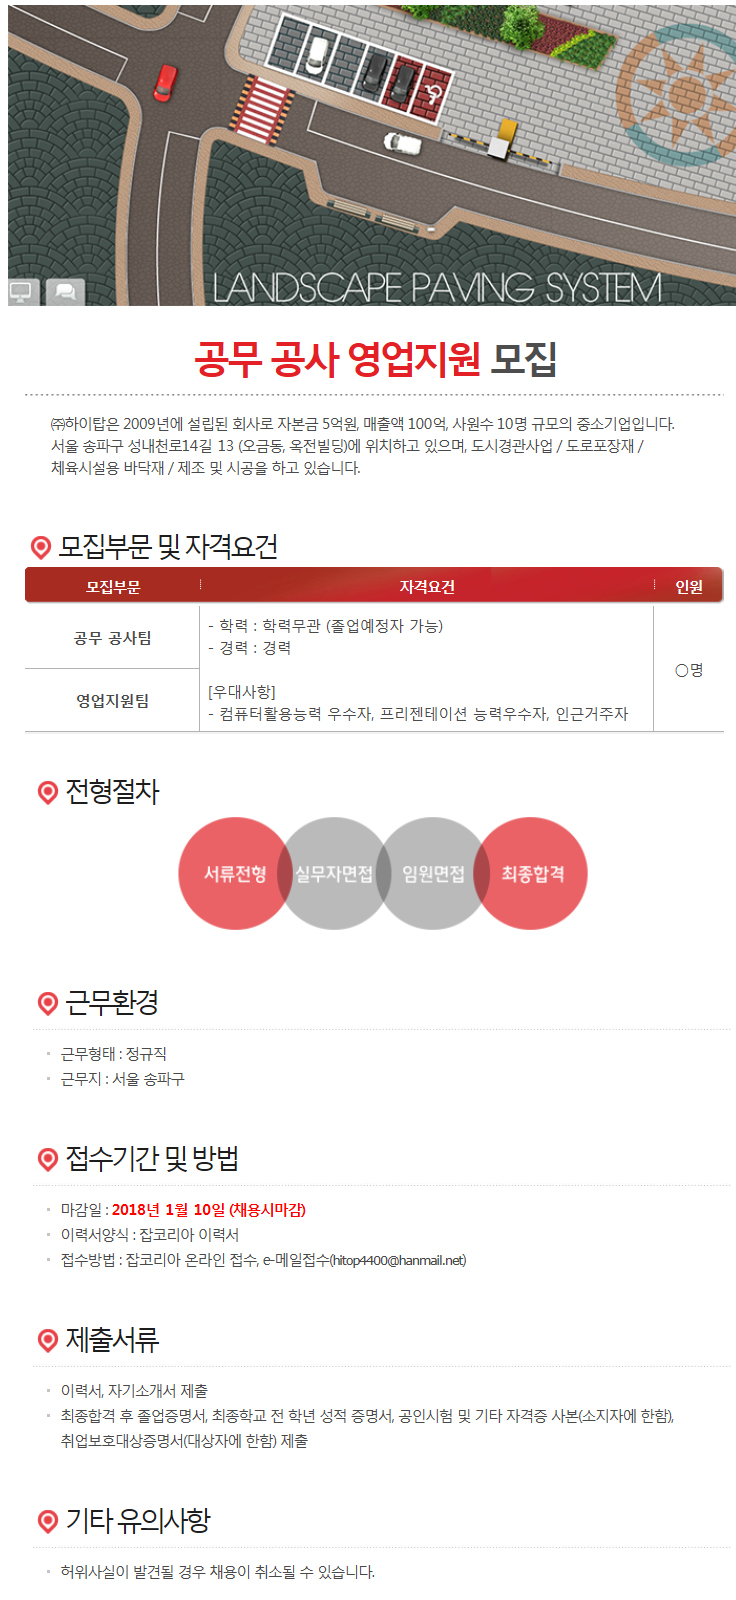 LANDSCAPE PAVING SYSTEM
공무 공사 영업지원 모집
㈜하이탑은 2009년에 설립된 회사로 자본금 5억원, 매출액 100억, 사원수 10명 규모의 중소기업입니다.
서울 송파구 성내천로14길 13 (오금동, 옥전빌딩)에 위치하고 있으며, 도시경관사업 / 도로포장재 /
체육시설용 바닥재 / 제조 및 시공을 하고 있습니다.
모집부문 및 자격요건
모집부문 자격요건 인원
공무 공사팀
- 학력 : 학력무관 (졸업예정자 가능)
- 경력 : 경력
영업지원팀
[우대사항]
- 컴퓨터활용능력 우수자, 프리젠테이션 능력우수자, 인근거주자
○명
전형절차
서류전형 실무자면접 임원면접 최종합격
근무환경
근무형태 : 정규직
근무지 : 서울 송파구
접수기간 및 방법
마감일 : 2018년 1월 10일 (채용시마감)
이력서양식 : 잡코리아 이력서
접수방법 : 잡코리아 온라인 접수, e-메일접수(hitop4400@hanmail.net)
제출서류
이력서, 자기소개서 제출
최종합격 후 졸업증명서, 최종학교 전 학년 성적 증명서, 공인시험 및 기타 자격증 사본(소지자에 한함),
취업보호대상증명서(대상자에 한함) 제출
기타 유의사항
허위사실이 발견될 경우 채용이 취소될 수 있습니다.